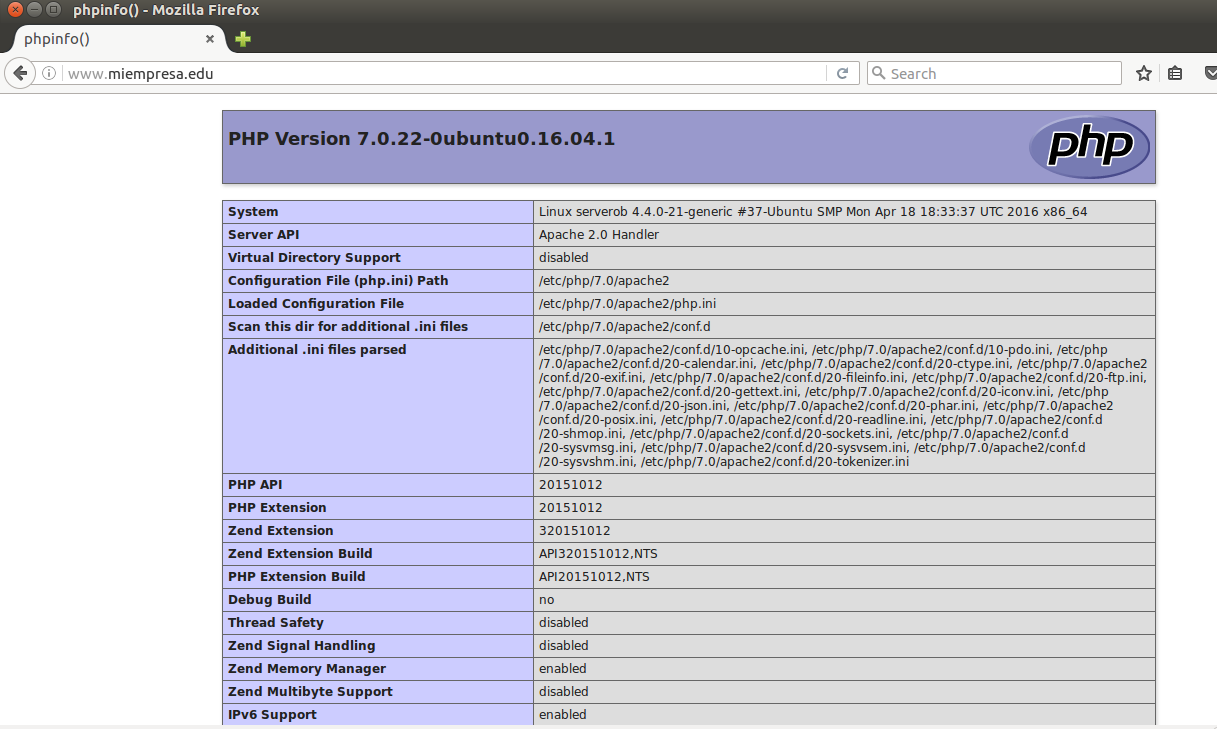 phpinfo() - Mozilla Firefox
phpinfo()
www.miempresa.edu
Search
PHP Version 7.0.22-0ubuntu0.16.04.1
php
System Linux serverob 4.4.0-21-generic #37-Ubuntu SMP Mon Apr 18 18:33:37 UTC 2016 x86_64
Server API Apache 2.0 Handler
Virtual Directory Support disabled
Configuration File (php.ini) Path /etc/php/7.0/apache2
Loaded Configuration File /etc/php/7.0/apache2/php.ini
Scan this dir for additional .ini files /etc/php/7.0/apache2/conf.d
Additional .ini files parsed /etc/php/7.0/apache2/conf.d/10-opcache.ini, /etc/php/7.0/apache2/conf.d/10-pdo.ini, /etc/php
/7.0/apache2/conf.d/20-calendar.ini, /etc/php/7.0/apache2/conf.d/20-ctype.ini, /etc/php/7.0/apache2
/conf.d/20-exif.ini, /etc/php/7.0/apache2/conf.d/20-fileinfo.ini, /etc/php/7.0/apache2/conf.d/20-ftp.ini,
/etc/php/7.0/apache2/conf.d/20-gettext.ini, /etc/php/7.0/apache2/conf.d/20-iconv.ini, /etc/php
/7.0/apache2/conf.d/20-json.ini, /etc/php/7.0/apache2/conf.d/20-phar.ini, /etc/php/7.0/apache2
/conf.d/20-posix.ini, /etc/php/7.0/apache2/conf.d/20-readline.ini, /etc/php/7.0/apache2/conf.d
/20-shmop.ini, /etc/php/7.0/apache2/conf.d/20-sockets.ini, /etc/php/7.0/apache2/conf.d
/20-sysvmsg.ini, /etc/php/7.0/apache2/conf.d/20-sysvsem.ini, /etc/php/7.0/apache2/conf.d
/20-sysvshm.ini, /etc/php/7.0/apache2/conf.d/20-tokenizer.ini
PHP API 20151012
PHP Extension 20151012
Zend Extension 320151012
Zend Extension Build API320151012,NTS
PHP Extension Build API20151012,NTS
Debug Build no
Thread Safety disabled
Zend Signal Handling disabled
Zend Memory Manager enabled
Zend Multibyte Support disabled
IPv6 Support enabled